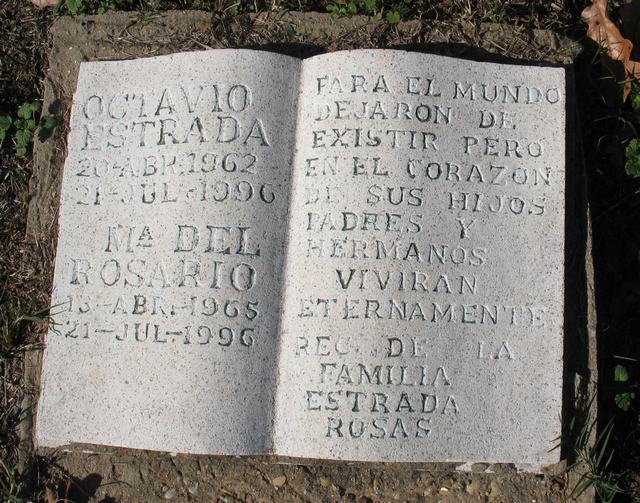 OCTAVIO
ESTRADA
20-ABR.1962
21-JUL-1996
Mª DEL
ROSARIO
13-ABR.-1965
21-JUL-1996
PARA EL MUNDO
DEJARON DE
EXISTIR PERO
EN EL CORAZON
DE SUS HIJOS
PADRES Y
HERMANOS
VIVIRAN
ETERNAMENTE
REC. DE LA
FAMILIA
ESTRADA
ROSAS